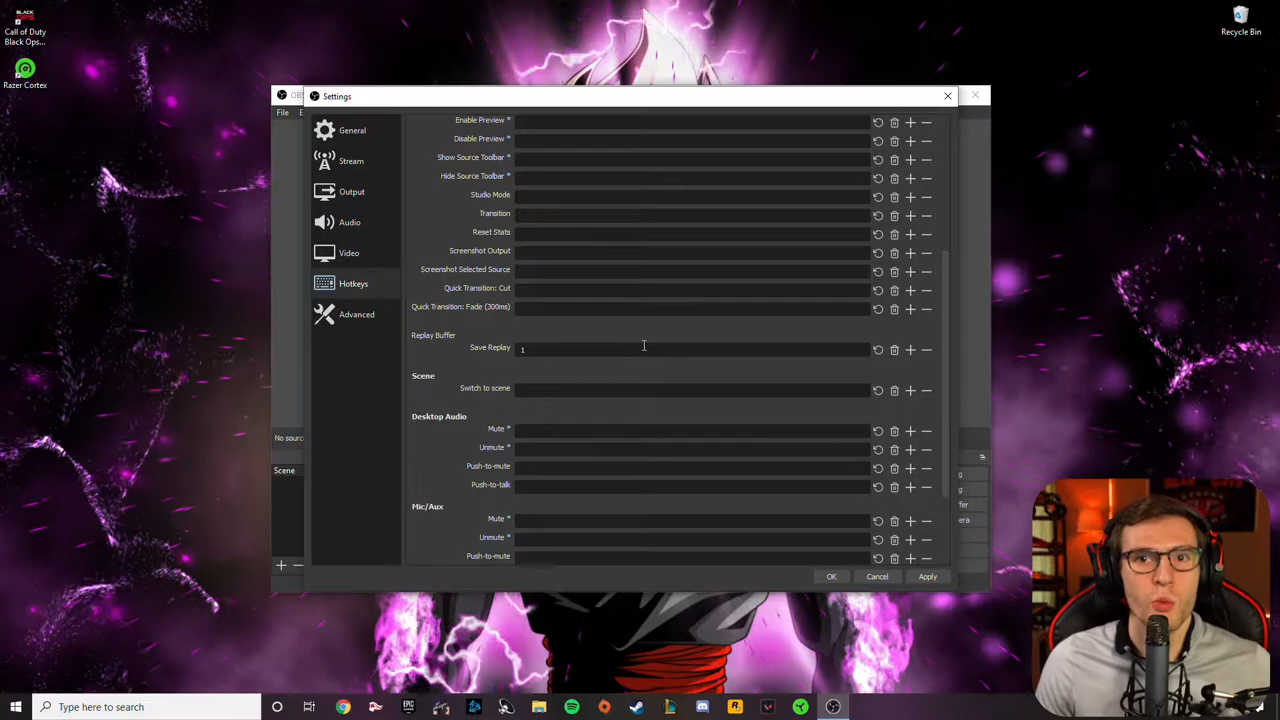 Call of Duty
Black Ops...
Razer Cortex
Recycle Bin
OBS
File
Settings
General
Stream
Output
Audio
Video
Hotkeys
Advanced
Enable Preview *
Disable Preview *
Show Source Toolbar *
Hide Source Toolbar *
Studio Mode
Transition
Reset Stats
Screenshot Output
Screenshot Selected Source
Quick Transition: Cut
Quick Transition: Fade (300ms)
Replay Buffer
Save Replay 1
Scene
Switch to scene
Desktop Audio
Mute *
Unmute *
Push-to-mute
Push-to-talk
Mic/Aux
Mute *
Unmute *
Push-to-mute
No sourc
Scene
OK Cancel Apply
Type here to search